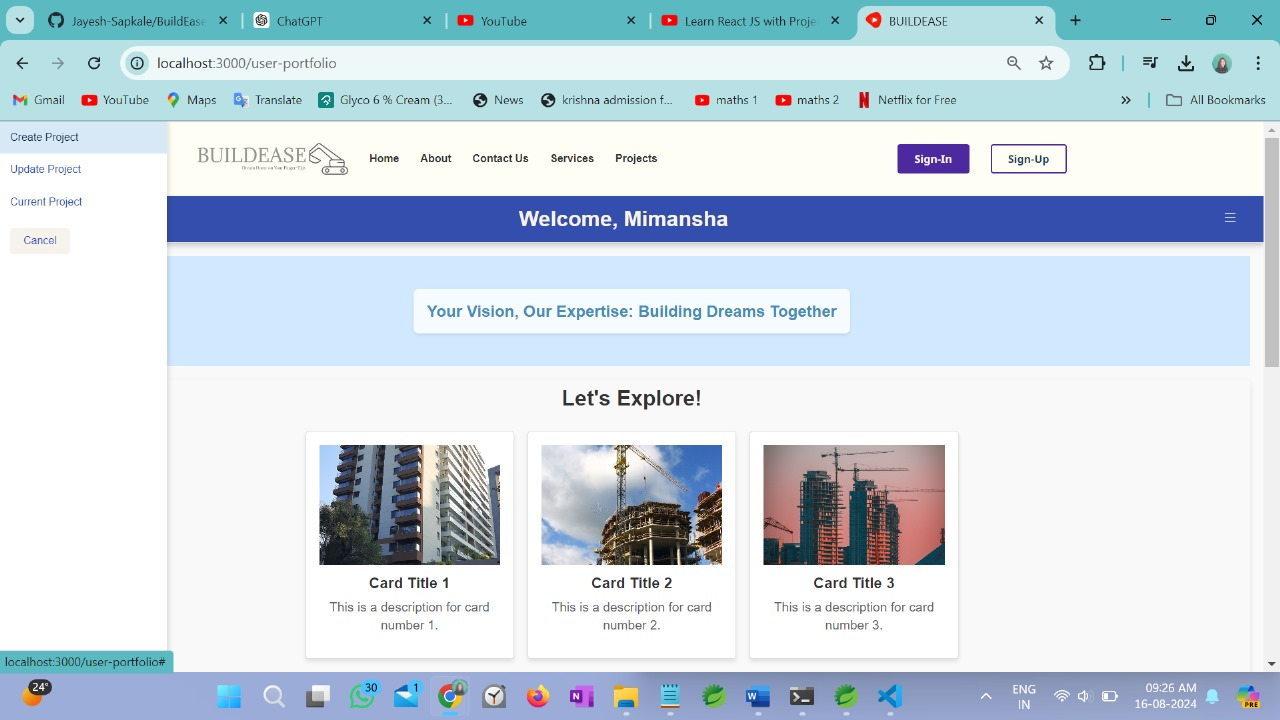 Jayesh-Sapkale/BuildEase
ChatGPT
YouTube
Learn React JS with Proje
BUILDEASE
localhost:3000/user-portfolio
Gmail
YouTube
Maps
Translate
Glyco 6 % Cream (3...
News
krishna admission f...
maths 1
maths 2
Netflix for Free
All Bookmarks
Create Project
Update Project
Current Project
Cancel
BUILDEASE
Home
About
Contact Us
Services
Projects
Sign-In
Sign-Up
Welcome, Mimansha
Your Vision, Our Expertise: Building Dreams Together
Let's Explore!
Card Title 1
This is a description for card
number 1.
Card Title 2
This is a description for card
number 2.
Card Title 3
This is a description for card
number 3.
localhost:3000/user-portfolio#
24°
30
1
ENG
IN
09:26 AM
16-08-2024
PRE